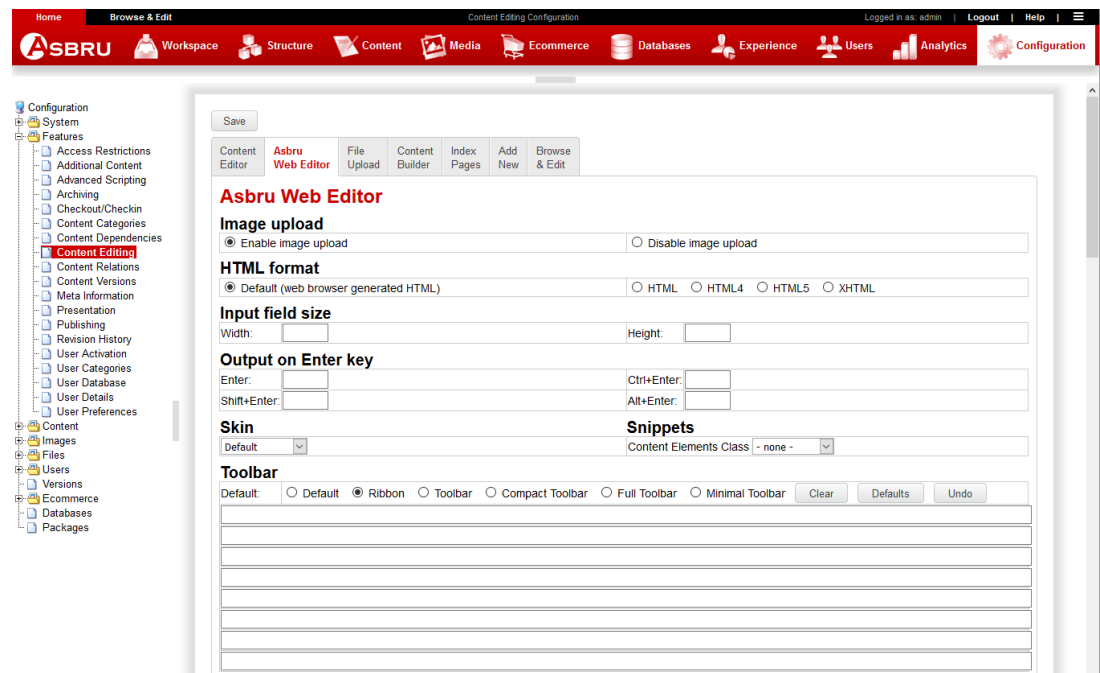 Home Browse & Edit Content Editing Configuration Logged in as: admin | Logout | Help |
ASBRU Workspace Structure Content Media Ecommerce Databases Experience Users Analytics Configuration
Configuration
System
Features
Access Restrictions
Additional Content
Advanced Scripting
Archiving
Checkout/Checkin
Content Categories
Content Dependencies
Content Editing
Content Relations
Content Versions
Meta Information
Presentation
Publishing
Revision History
User Activation
User Categories
User Database
User Details
User Preferences
Content
Images
Files
Users
Versions
Ecommerce
Databases
Packages
Save
Content Editor Asbru Web Editor File Upload Content Builder Index Pages Add New Browse & Edit
Asbru Web Editor
Image upload
Enable image upload Disable image upload
HTML format
Default (web browser generated HTML) HTML HTML4 HTML5 XHTML
Input field size
Width: Height:
Output on Enter key
Enter: Ctrl+Enter:
Shift+Enter: Alt+Enter:
Skin Snippets
Default Content Elements Class - none -
Toolbar
Default: Default Ribbon Toolbar Compact Toolbar Full Toolbar Minimal Toolbar Clear Defaults Undo